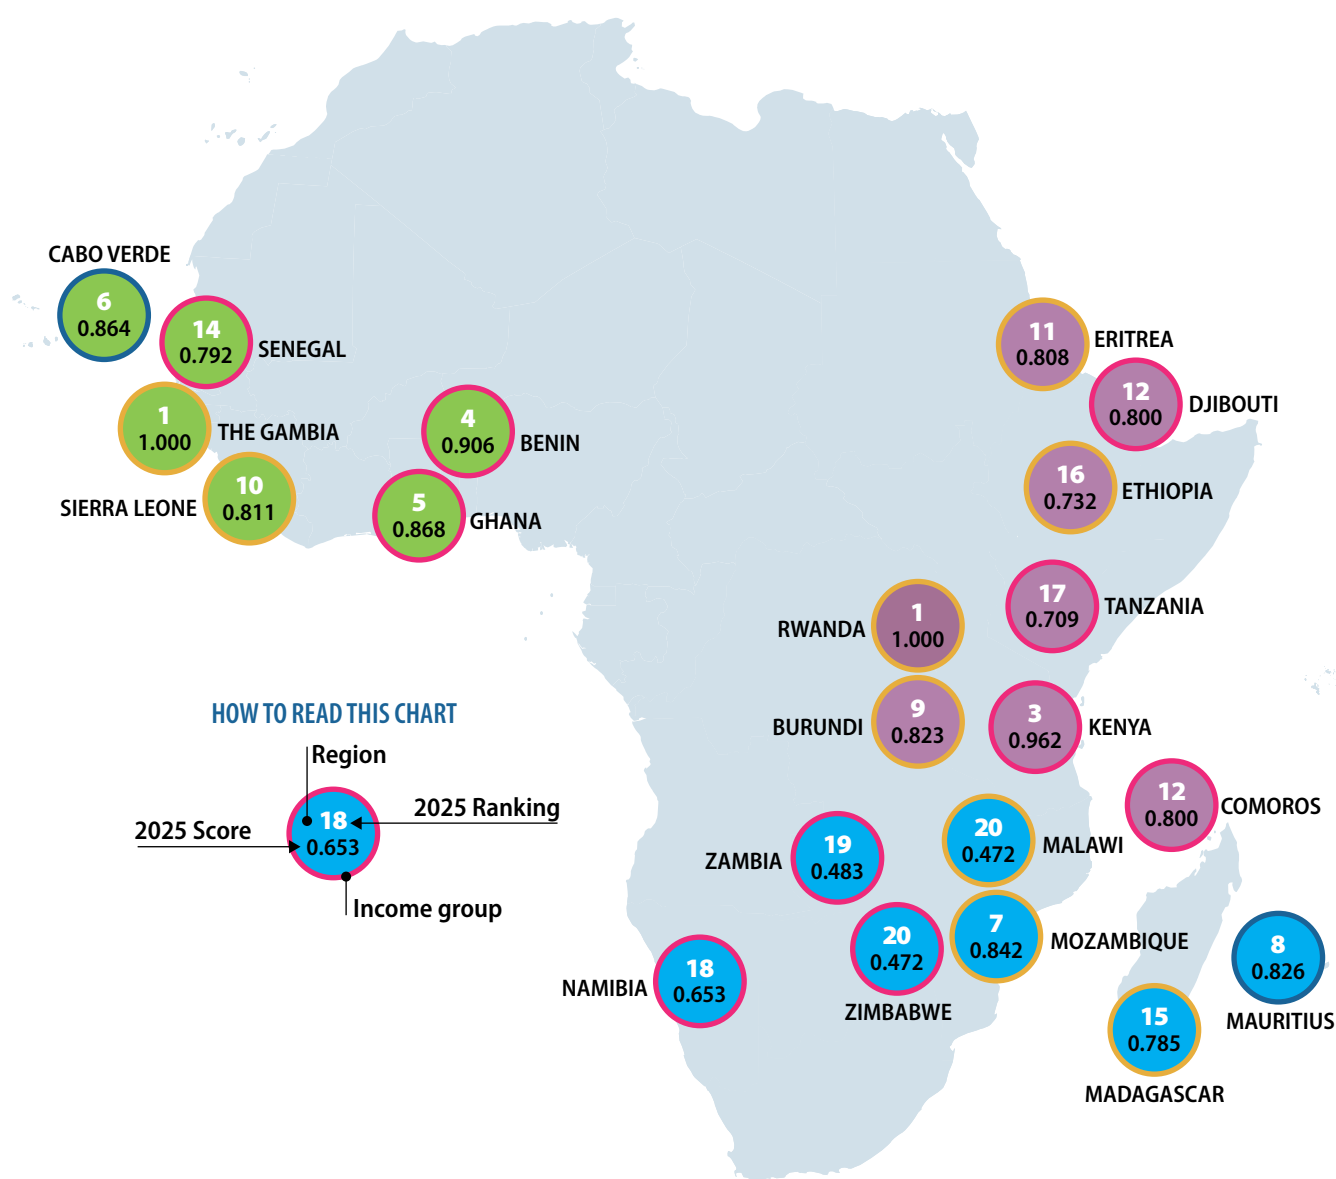 CABO VERDE
6
0.864
14
0.792
SENEGAL
1
1.000
THE GAMBIA
10
0.811
SIERRA LEONE
4
0.906
BENIN
5
0.868
GHANA
11
0.808
ERITREA
12
0.800
DJIBOUTI
16
0.732
ETHIOPIA
17
0.709
TANZANIA
RWANDA
1
1.000
BURUNDI
9
0.823
3
0.962
KENYA
12
0.800
COMOROS
HOW TO READ THIS CHART
Region
2025 Ranking
2025 Score
18
0.653
Income group
ZAMBIA
19
0.483
20
0.472
MALAWI
7
0.842
MOZAMBIQUE
20
0.472
ZIMBABWE
NAMIBIA
18
0.653
8
0.826
MAURITIUS
15
0.785
MADAGASCAR